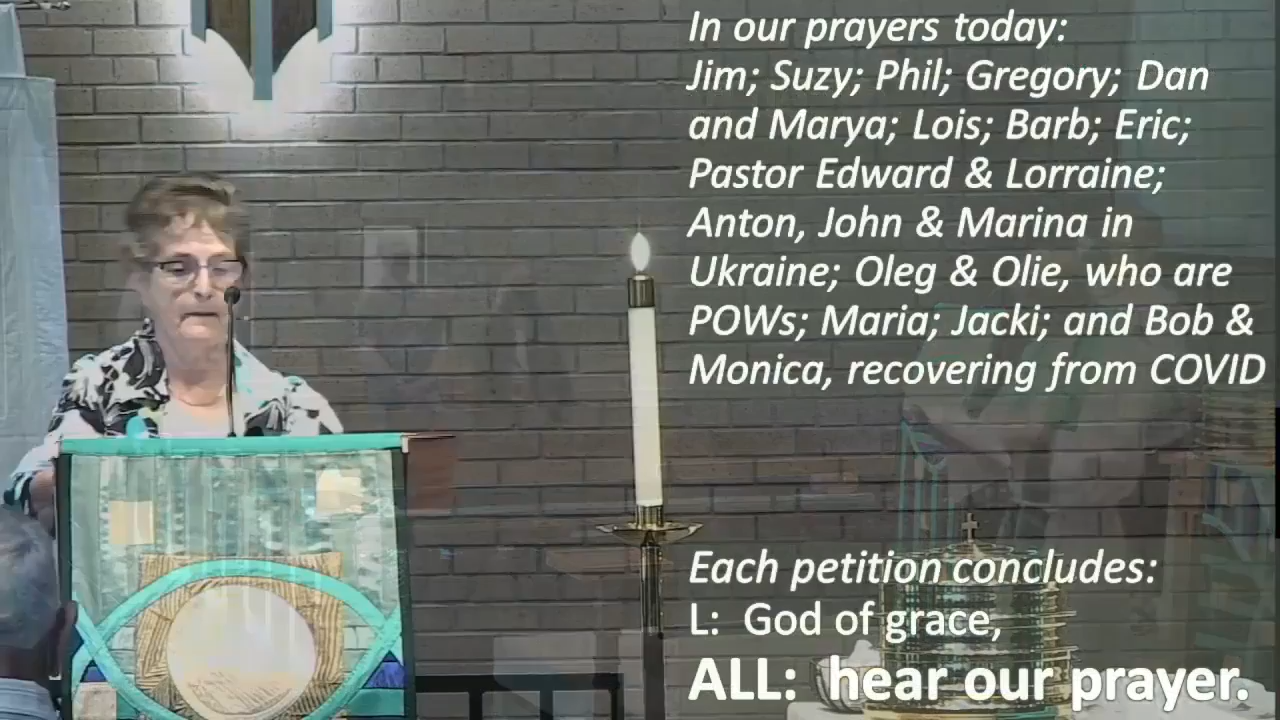 In our prayers today:
Jim; Suzy; Phil; Gregory; Dan
and Marya; Lois; Barb; Eric;
Pastor Edward & Lorraine;
Anton, John & Marina in
Ukraine; Oleg & Olie, who are
POWs; Maria; Jacki; and Bob &
Monica, recovering from COVID
Each petition concludes:
L: God of grace,
ALL: hear our prayer.